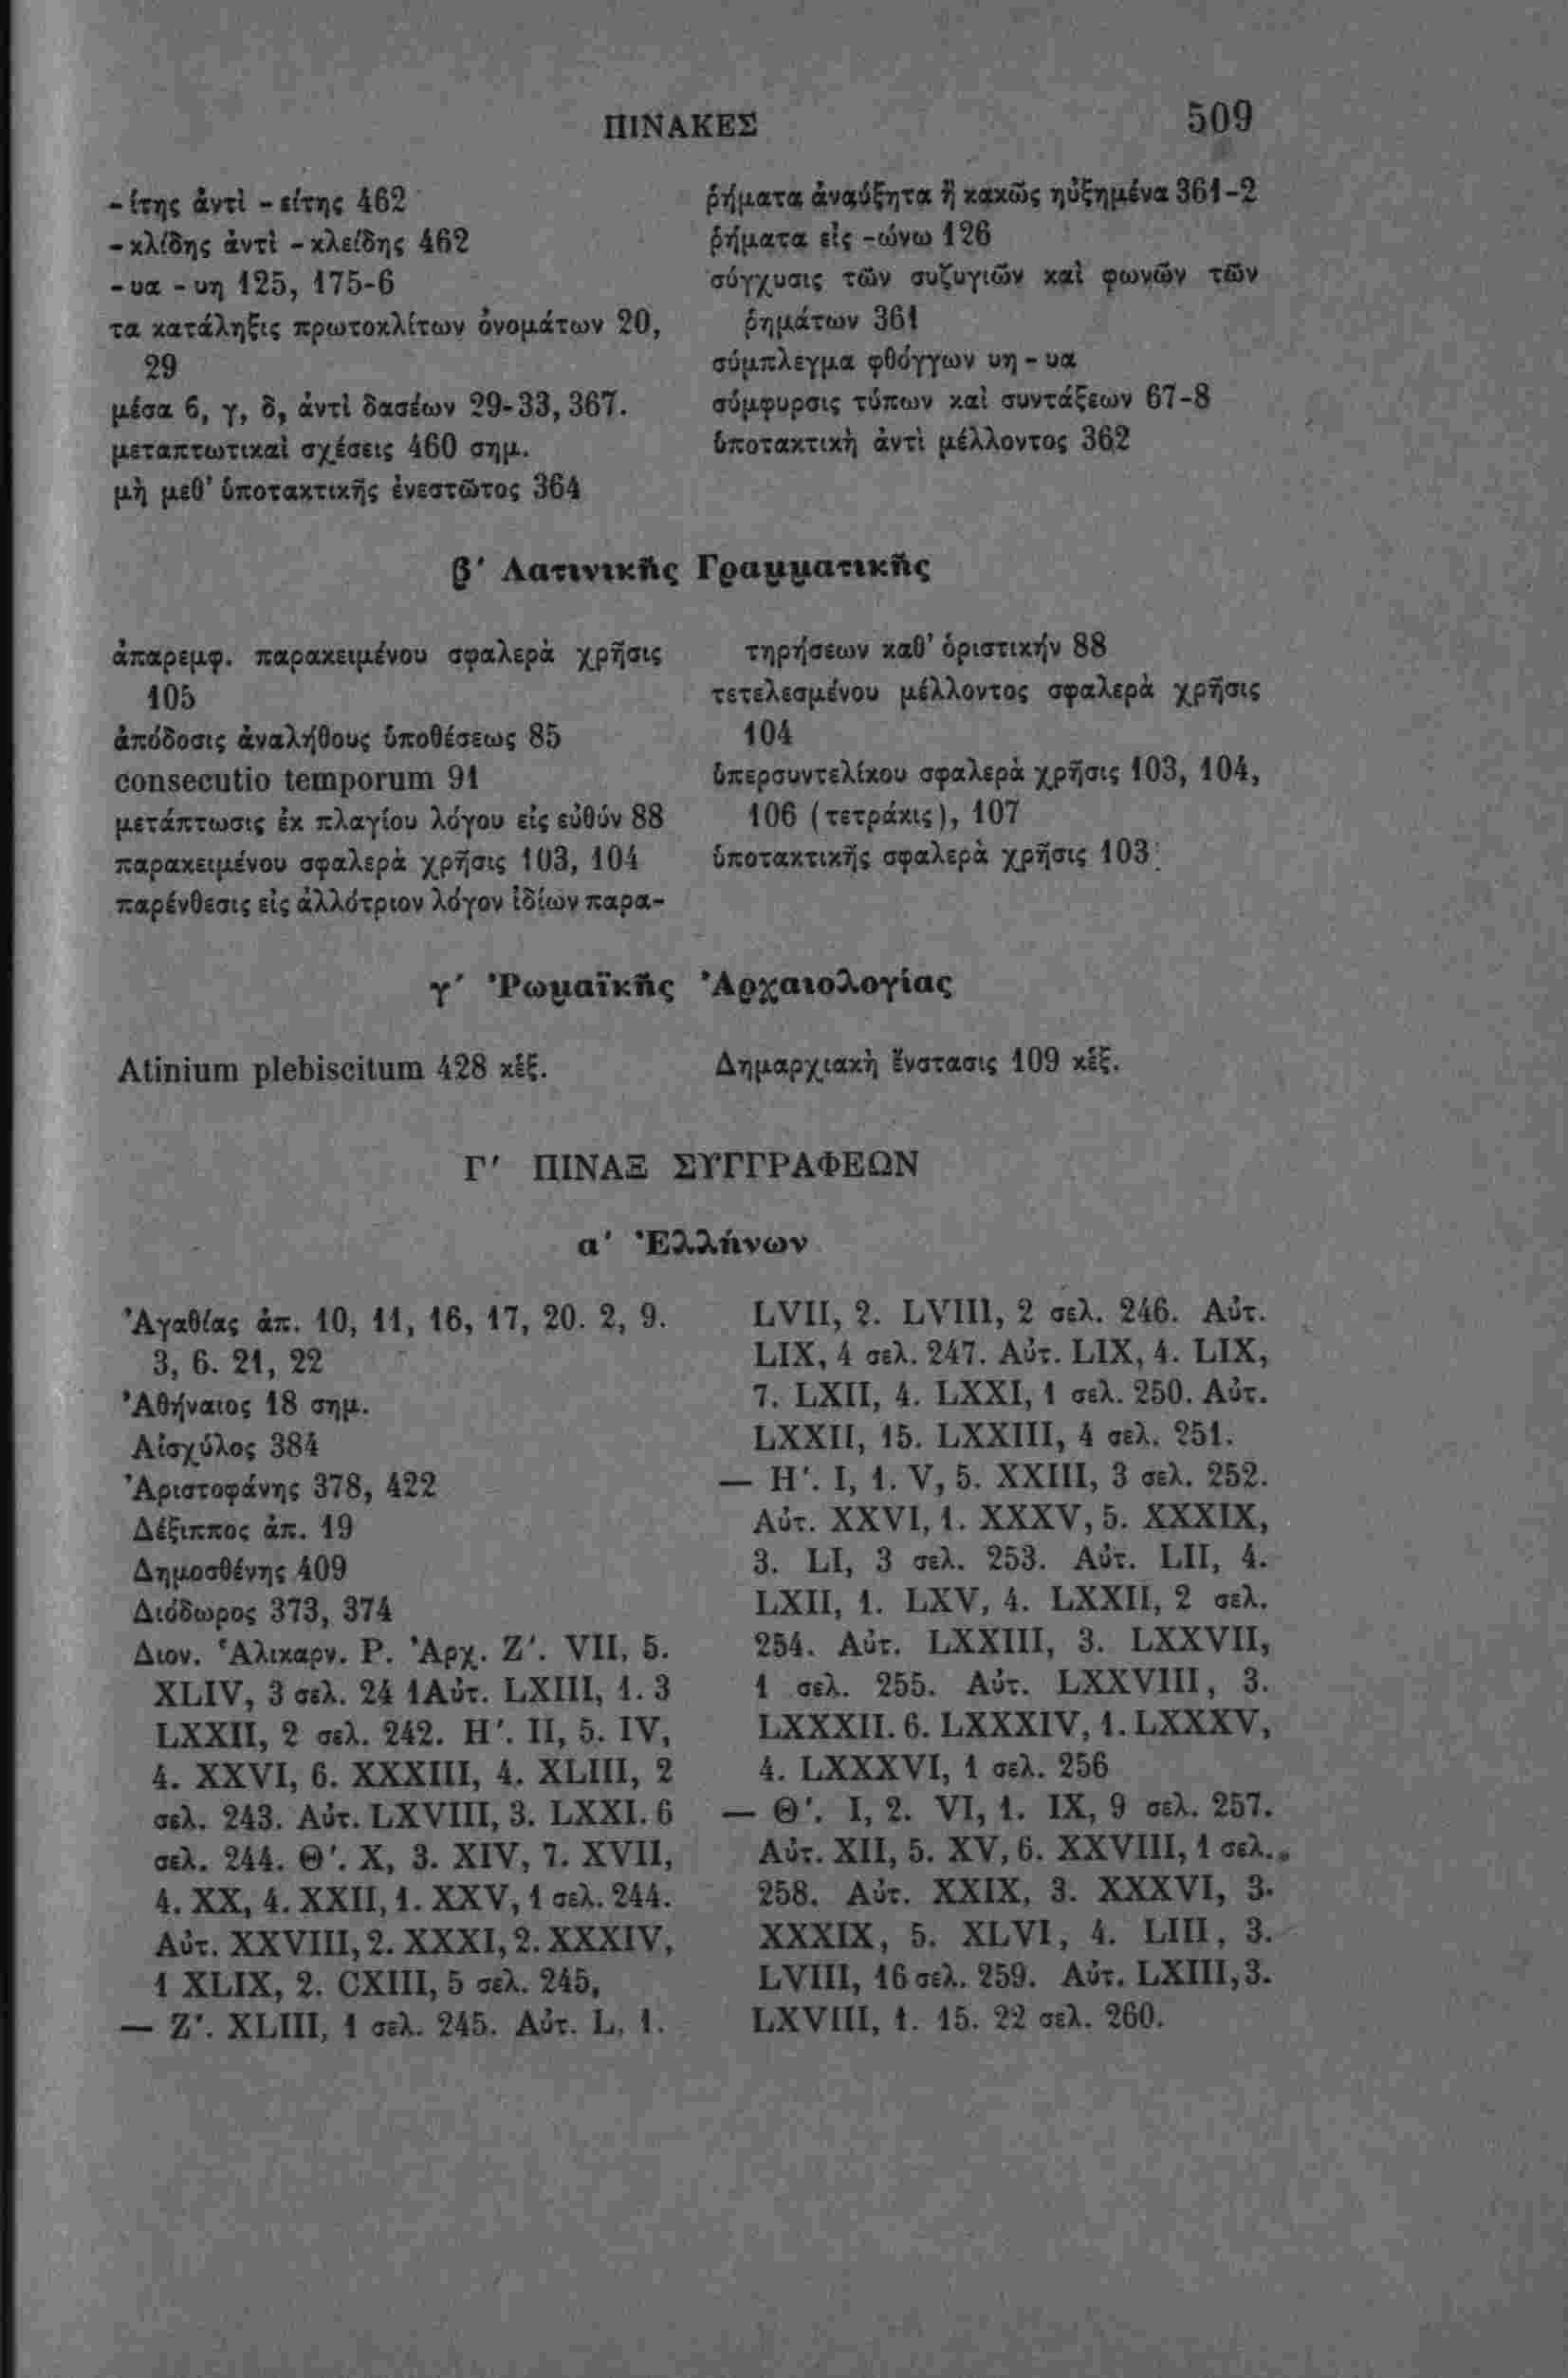 ΠΙΝΑΚΕΣ 509
-ίτης ἀντὶ -είτης 462
-κλίδης ἀντὶ -κλείδης 462
-υα -υη 125, 175-6
τα κατάληξις πρωτοκλίτων ὀνομάτων 20,
29
μέσα 6, γ, δ, ἀντὶ δασέων 29-33, 367.
μεταπτωτικαὶ σχέσεις 460 σημ.
μὴ μεθ' ὑποτακτικῆς ἐνεστῶτος 364
ῥήματα ἀναύξητα ἢ κακῶς ηὐξημένα 361-2
ῥήματα εἰς -ώνω 126
σύγχυσις τῶν συζυγιῶν καὶ φωνῶν τῶν
ῥημάτων 361
σύμπλεγμα φθόγγων υη - υα
σύμφυρσις τύπων καὶ συντάξεων 67-8
ὑποτακτικὴ ἀντὶ μέλλοντος 362
β' Λατινικῆς Γραμματικῆς
ἀπαρεμφ. παρακειμένου σφαλερὰ χρῆσις
105
ἀπόδοσις ἀναλήθους ὑποθέσεως 85
consecutio temporum 91
μετάπτωσις ἐκ πλαγίου λόγου εἰς εὐθύν 88
παρακειμένου σφαλερὰ χρῆσις 103, 104
παρένθεσις εἰς ἀλλότριον λόγον ἰδίων παρα-
τηρήσεων καθ' ὁριστικήν 88
τετελεσμένου μέλλοντος σφαλερὰ χρῆσις
104
ὑπερσυντελίκου σφαλερὰ χρῆσις 103, 104,
106 (τετράκις), 107
ὑποτακτικῆς σφαλερὰ χρῆσις 103
γ' Ῥωμαϊκῆς Ἀρχαιολογίας
Atinium plebiscitum 428 κἑξ.
Δημαρχιακὴ ἔνστασις 109 κἑξ.
Γ' ΠΙΝΑΞ ΣΥΓΓΡΑΦΕΩΝ
α' Ἑλλήνων
Ἀγαθίας ἀπ. 10, 11, 16, 17, 20. 2, 9.
3, 6. 21, 22
Ἀθήναιος 18 σημ.
Αἰσχύλος 384
Ἀριστοφάνης 378, 422
Δέξιππος ἀπ. 19
Δημοσθένης 409
Διόδωρος 373, 374
Διον. Ἁλικαρν. Ρ. Ἀρχ. Ζ'. VII, 5.
XLIV, 3 σελ. 24 1Αὐτ. LXIII, 1. 3
LXXII, 2 σελ. 242. Η'. II, 5. IV,
4. XXVI, 6. XXXIII, 4. XLIII, 2
σελ. 243. Αὐτ. LXVIII, 3. LXXI. 6
σελ. 244. Θ'. X, 3. XIV, 7. XVII,
4. XX, 4. XXII, 1. XXV, 1 σελ. 244.
Αὐτ. XXVIII, 2. XXXI, 2. XXXIV,
1 XLIX, 2. CXIII, 5 σελ. 245,
— Ζ'. XLIII, 1 σελ. 245. Αὐτ. L, 1.
LVII, 2. LVIII, 2 σελ. 246. Αὐτ.
LIX, 4 σελ. 247. Αὐτ. LIX, 4. LIX,
7. LXII, 4. LXXI, 1 σελ. 250. Αὐτ.
LXXII, 15. LXXIII, 4 σελ. 251.
— Η'. I, 1. V, 5. XXIII, 3 σελ. 252.
Αὐτ. XXVI, 1. XXXV, 5. XXXIX,
3. LI, 3 σελ. 253. Αὐτ. LII, 4.
LXII, 1. LXV, 4. LXXII, 2 σελ.
254. Αὐτ. LXXIII, 3. LXXVII,
1 σελ. 255. Αὐτ. LXXVIII, 3.
LXXXII. 6. LXXXIV, 1. LXXXV,
4. LXXXVI, 1 σελ. 256
— Θ'. I, 2. VI, 1. IX, 9 σελ. 257.
Αὐτ. XII, 5. XV, 6. XXVIII, 1 σελ.
258. Αὐτ. XXIX, 3. XXXVI, 3.
XXXIX, 5. XLVI, 4. LIII, 3.
LVIII, 16 σελ. 259. Αὐτ. LXIII, 3.
LXVIII, 1. 15. 22 σελ. 260.